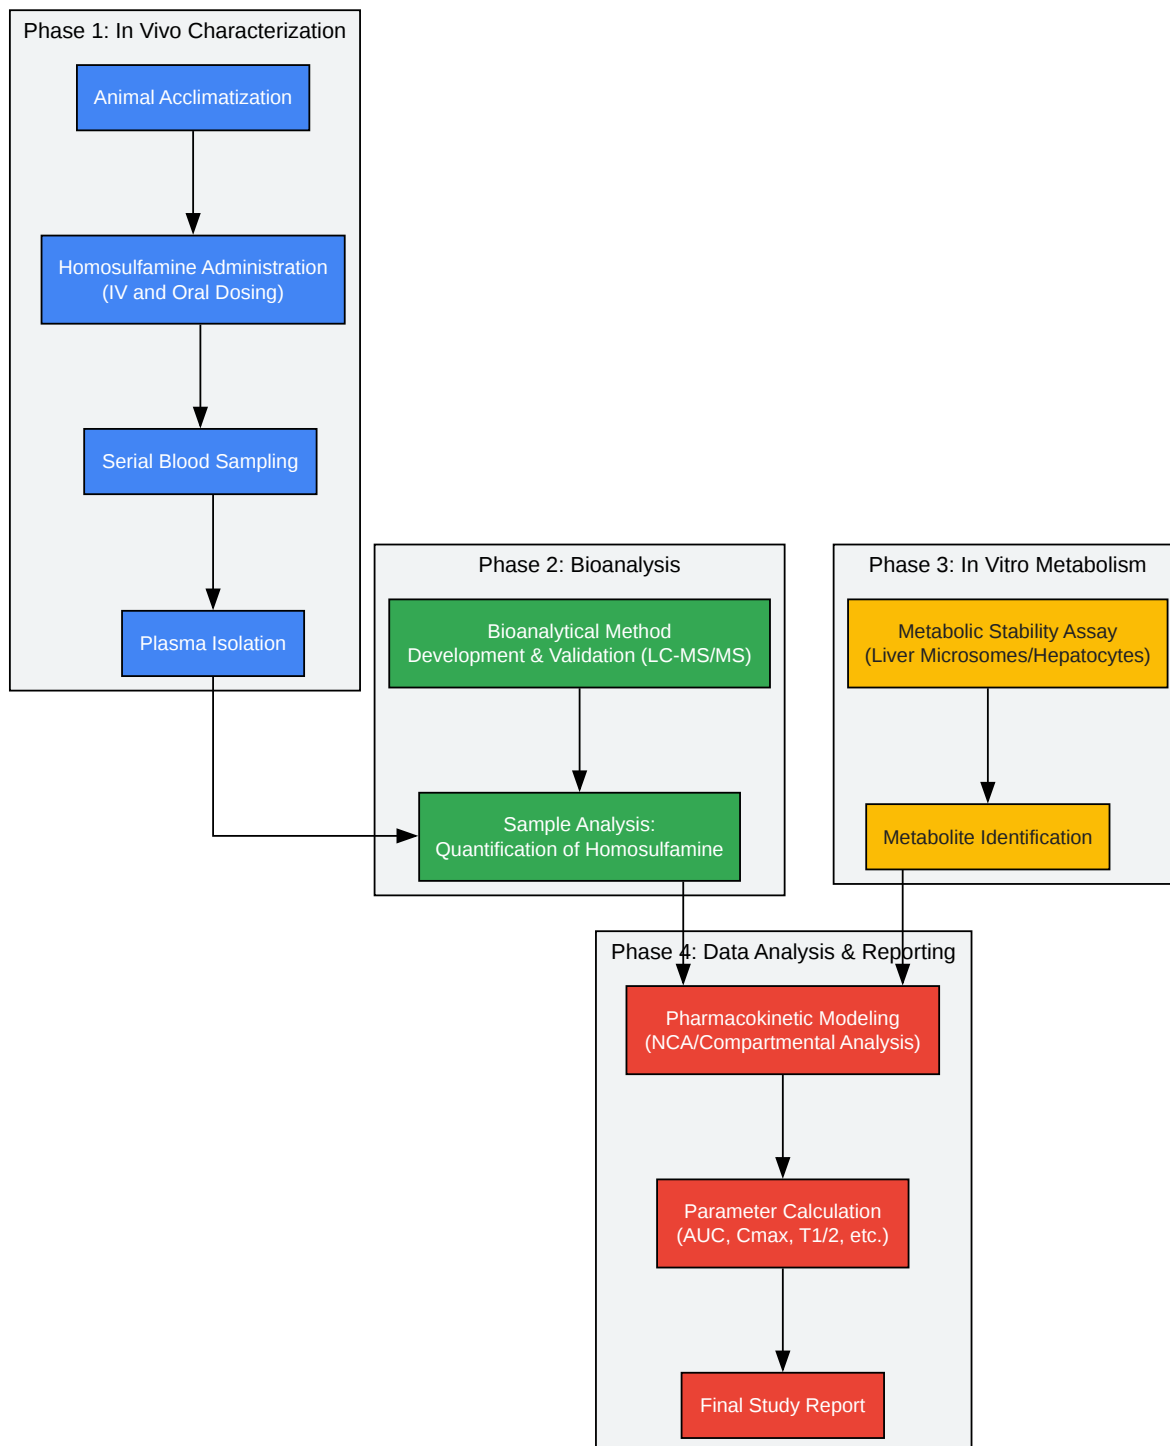 Phase 1: In Vivo Characterization
Animal Acclimatization
Homosulfamine Administration
(IV and Oral Dosing)
Serial Blood Sampling
Plasma Isolation
Phase 2: Bioanalysis
Bioanalytical Method
Development & Validation (LC-MS/MS)
Sample Analysis:
Quantification of Homosulfamine
Phase 3: In Vitro Metabolism
Metabolic Stability Assay
(Liver Microsomes/Hepatocytes)
Metabolite Identification
Phase 4: Data Analysis & Reporting
Pharmacokinetic Modeling
(NCA/Compartmental Analysis)
Parameter Calculation
(AUC, Cmax, T1/2, etc.)
Final Study Report